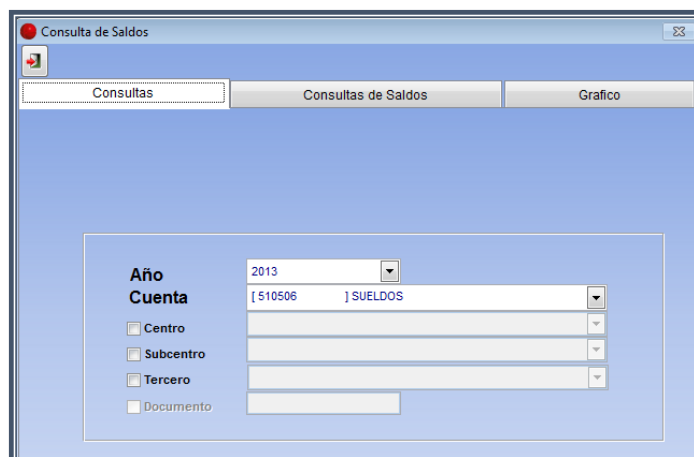 Consulta de Saldos
Consultas Consultas de Saldos Grafico
Año 2013
Cuenta [ 510506 ] SUELDOS
Centro
Subcentro
Tercero
Documento